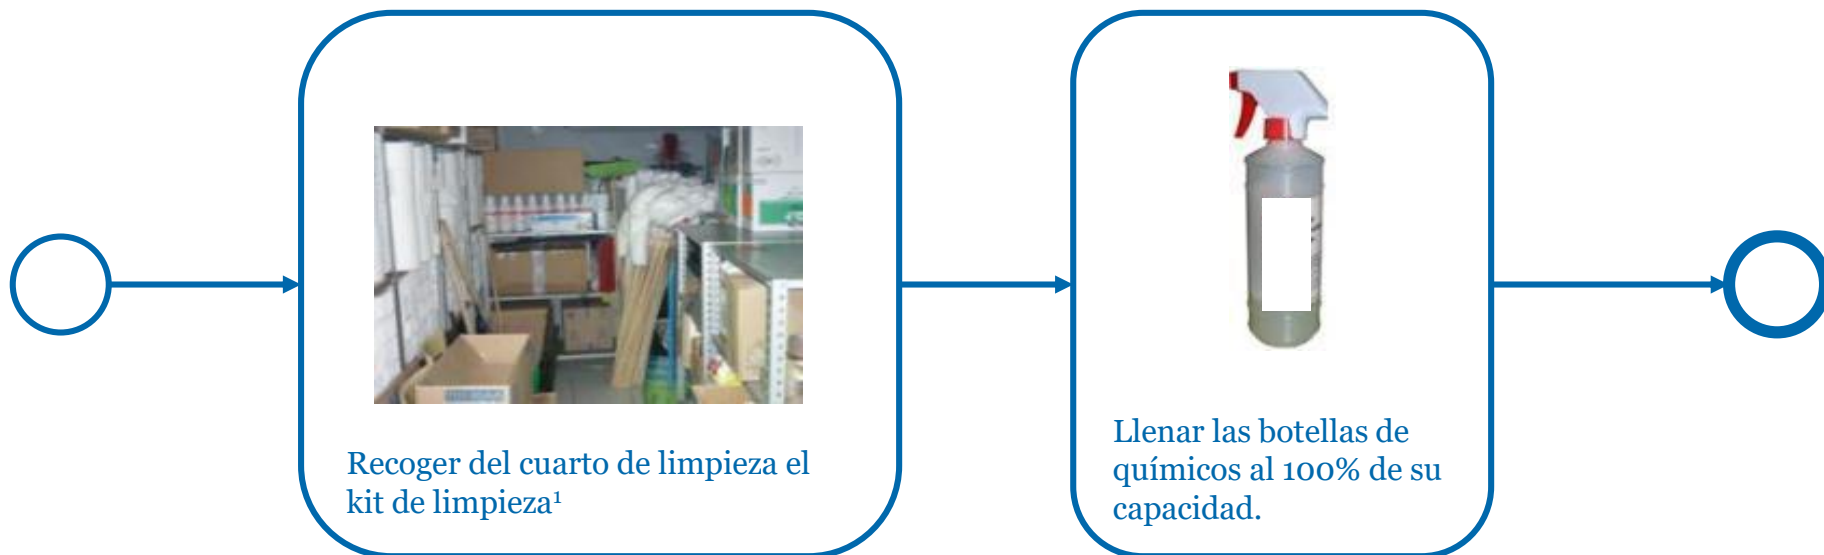 Recoger del cuarto de limpieza el
kit de limpieza¹
Llenar las botellas de
químicos al 100% de su
capacidad.